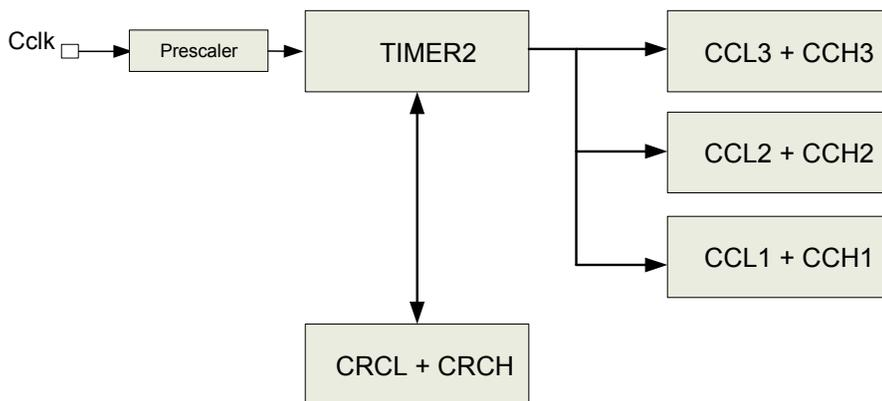 Cclk
Prescaler
TIMER2
CCL3 + CCH3
CCL2 + CCH2
CCL1 + CCH1
CRCL + CRCH